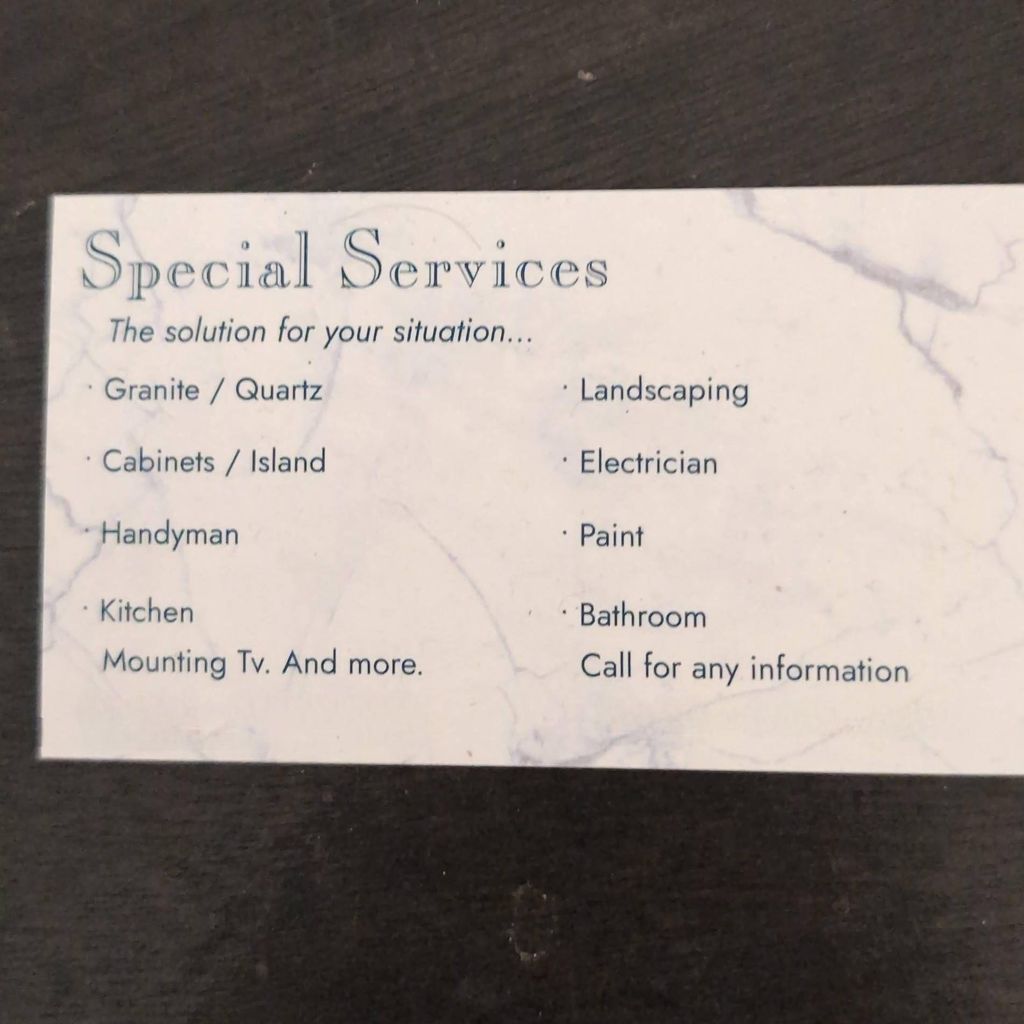 Special Services
The solution for your situation...
· Granite / Quartz
· Cabinets / Island
· Handyman
· Kitchen
Mounting Tv. And more.
· Landscaping
· Electrician
· Paint
· Bathroom
Call for any information